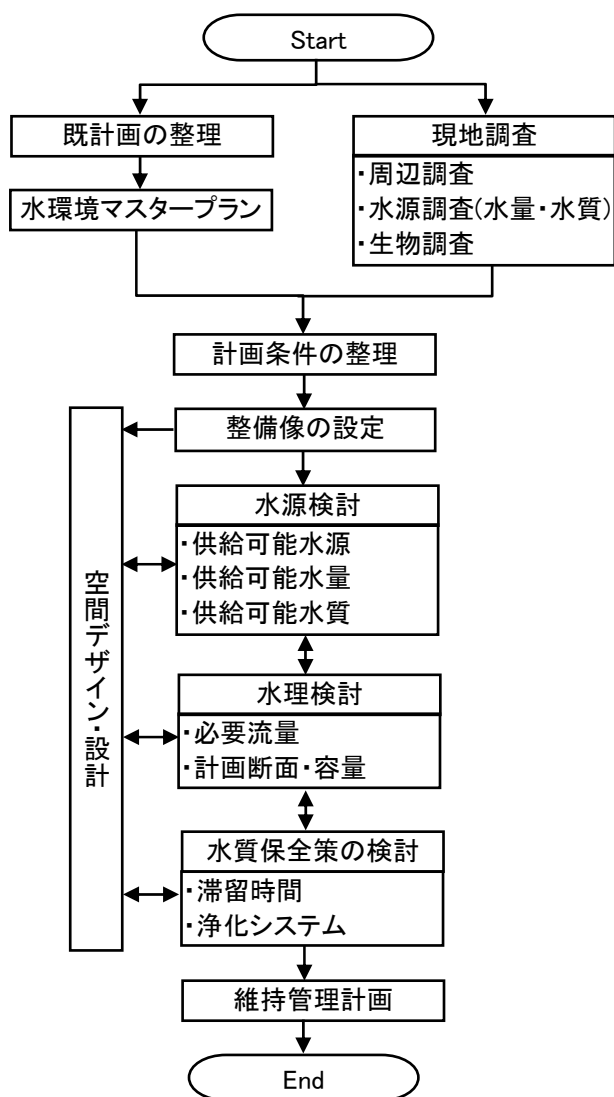 Start
既計画の整理
水環境マスタープラン
現地調査
・周辺調査
・水源調査(水量・水質)
・生物調査
計画条件の整理
整備像の設定
空間デザイン・設計
水源検討
・供給可能水源
・供給可能水量
・供給可能水質
水理検討
・必要流量
・計画断面・容量
水質保全策の検討
・滞留時間
・浄化システム
維持管理計画
End